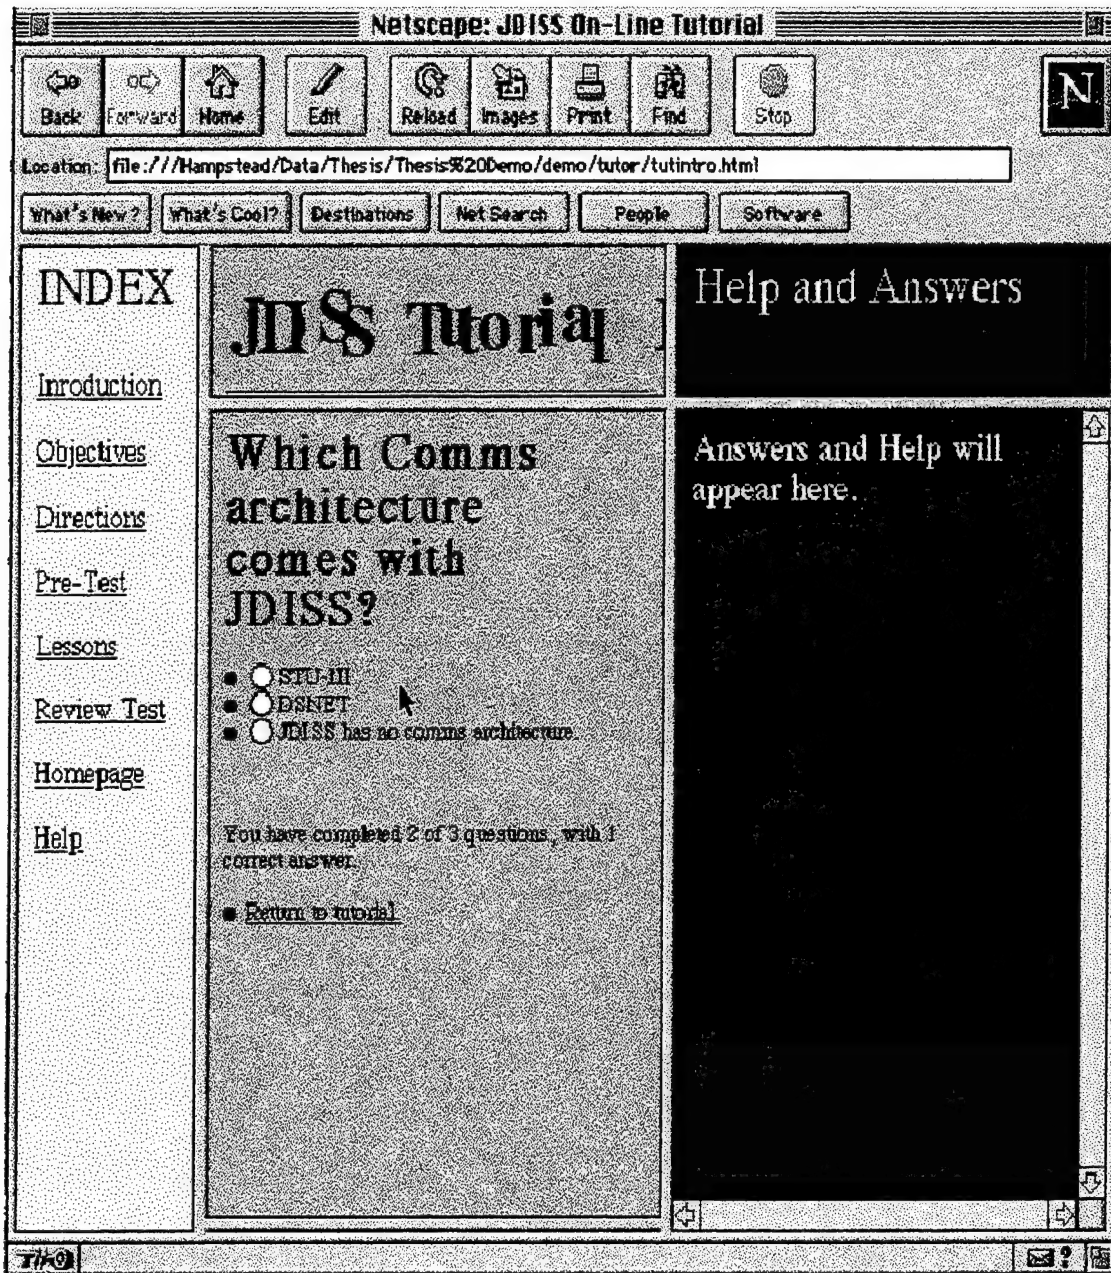 Netscape: JDISS On-Line Tutorial
Back Forward Home Edit Reload Images Print Find Stop
N
Location: file:///Hampstead/Data/Thesis/Thesis%20Demo/demo/tutor/tutintro.html
What's New? What's Cool? Destinations Net Search People Software
INDEX
Inroduction
Objectives
Directions
Pre-Test
Lessons
Review Test
Homepage
Help
JDISS Tutorial
Which Comms
architecture
comes with
JDISS?
STU-III
DSNET
JDISS has no comms architecture.
You have completed 2 of 3 questions, with 1
correct answer.
Return to tutorial
Help and Answers
Answers and Help will
appear here.